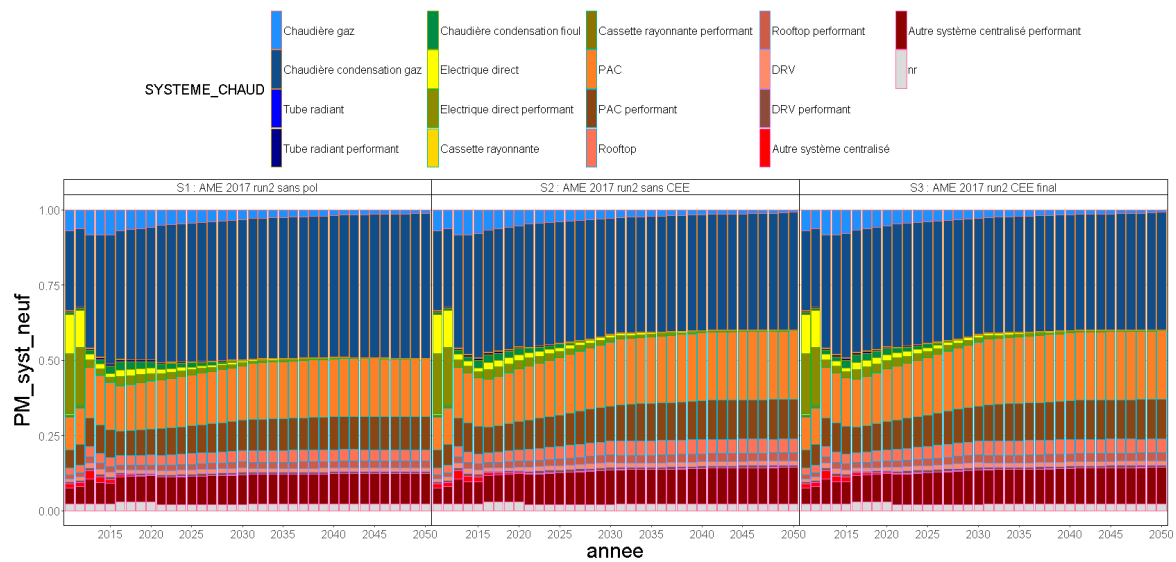 Chaudière gaz
Chaudière condensation fioul
Cassette rayonnante performant
Rooftop performant
Autre système centralisé performant
Chaudière condensation gaz
Electrique direct
PAC
DRV
nr
SYSTEME_CHAUD
Tube radiant
Electrique direct performant
PAC performant
DRV performant
Tube radiant performant
Cassette rayonnante
Rooftop
Autre système centralisé
S1 : AME 2017 run2 sans pol
S2 : AME 2017 run2 sans CEE
S3 : AME 2017 run2 CEE final
1.00
0.75
0.50
0.25
0.00
PM_syst_neuf
2015 2020 2025 2030 2035 2040 2045 2050
2015 2020 2025 2030 2035 2040 2045 2050
2015 2020 2025 2030 2035 2040 2045 2050
annee